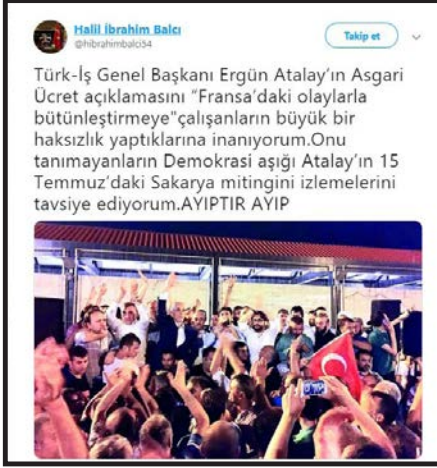 Halil İbrahim Balcı
@hibrahimbalci54
Takip et
Türk-İş Genel Başkanı Ergün Atalay'ın Asgari
Ücret açıklamasını "Fransa'daki olaylarla
bütünleştirmeye"çalışanların büyük bir
haksızlık yaptıklarına inanıyorum.Onu
tanımayanların Demokrasi aşığı Atalay'ın 15
Temmuz'daki Sakarya mitingini izlemelerini
tavsiye ediyorum.AYIPTIR AYIP